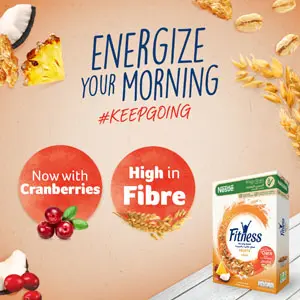 ENERGIZE
YOUR MORNING
#KEEPGOING
Now with
Cranberries
High in
Fibre
Nestlé
Fitness